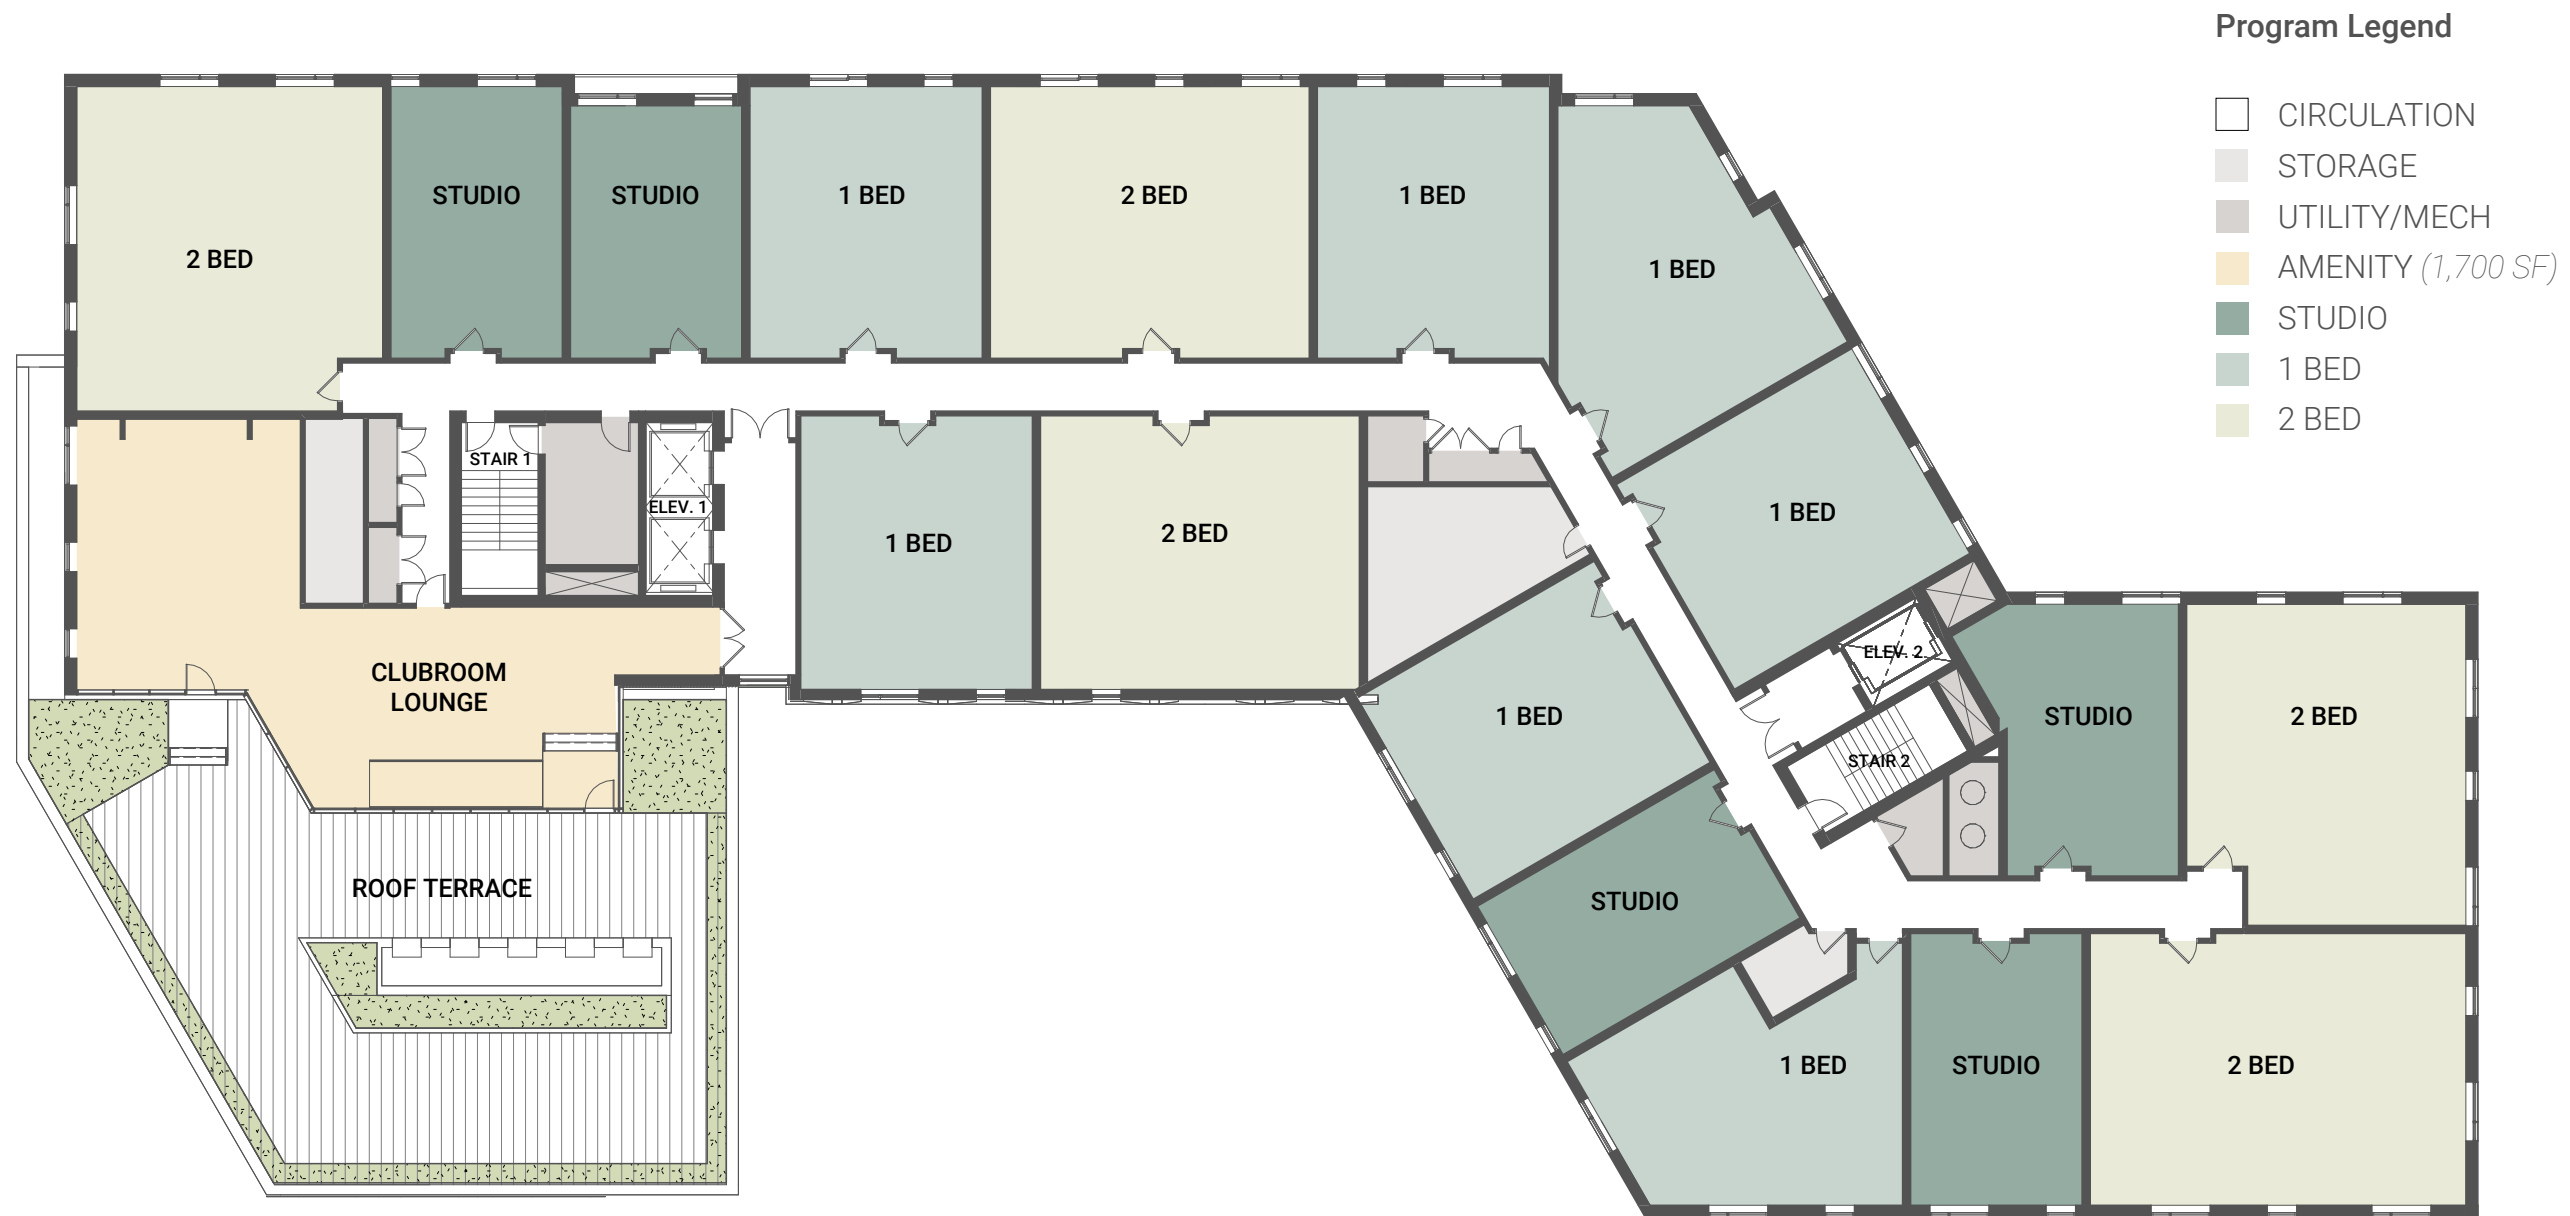 Program Legend
CIRCULATION
STORAGE
UTILITY/MECH
AMENITY (1,700 SF)
STUDIO
1 BED
2 BED
STUDIO
STUDIO
1 BED
2 BED
1 BED
2 BED
1 BED
STAIR 1
ELEV. 1
1 BED
2 BED
1 BED
CLUBROOM
LOUNGE
ELEV. 2
1 BED
STUDIO
2 BED
STAIR 2
ROOF TERRACE
STUDIO
1 BED
STUDIO
2 BED